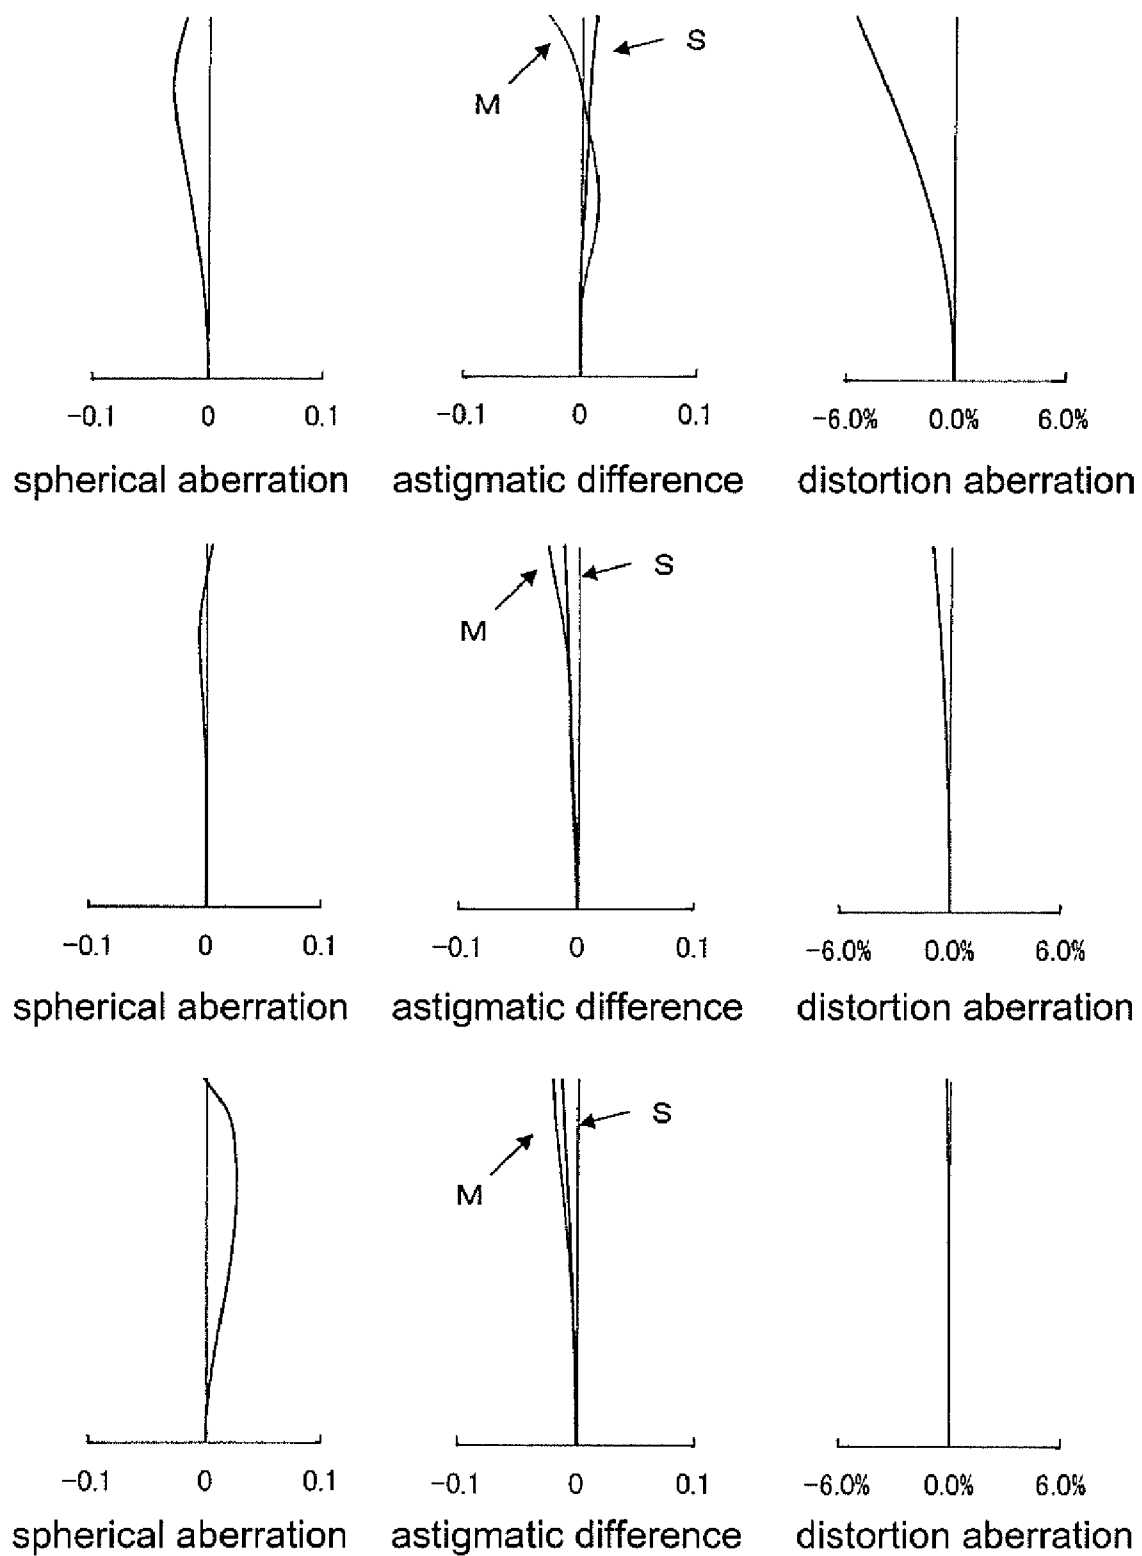 S
M
-0.1 0 0.1 -0.1 0 0.1 -6.0% 0.0% 6.0%
spherical aberration astigmatic difference distortion aberration
S
M
-0.1 0 0.1 -0.1 0 0.1 -6.0% 0.0% 6.0%
spherical aberration astigmatic difference distortion aberration
S
M
-0.1 0 0.1 -0.1 0 0.1 -6.0% 0.0% 6.0%
spherical aberration astigmatic difference distortion aberration